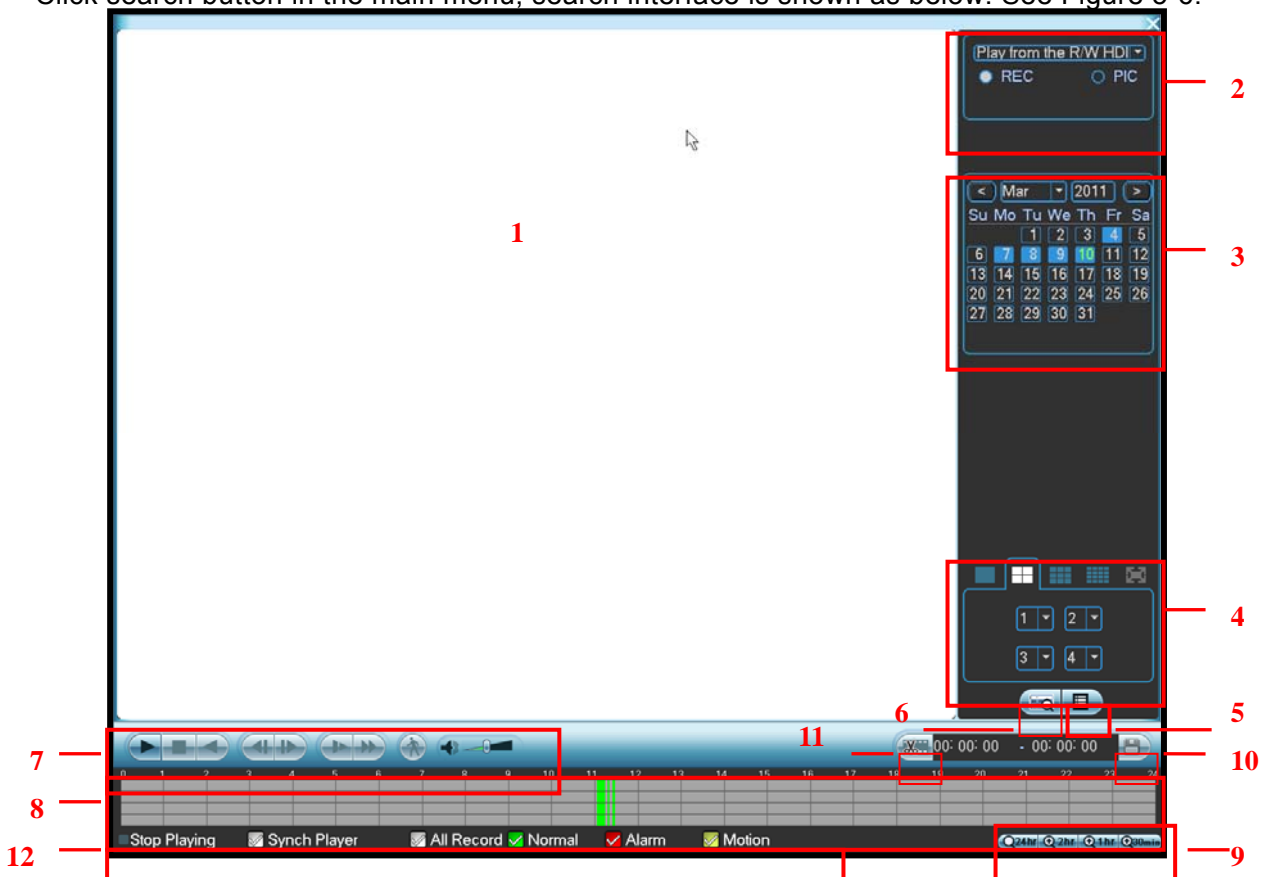 Click search button in the main menu, search interface is shown as below. See Figure
Play from the R/W HDI
REC PIC
2
< Mar 2011 >
Su Mo Tu We Th Fr Sa
1 2 3 4 5
6 7 8 9 10 11 12
13 14 15 16 17 18 19
20 21 22 23 24 25 26
27 28 29 30 31
3
1
1 2
3 4
4
6 5
7
11
00: 00: 00 - 00: 00: 00
10
0 1 2 3 4 5 6 7 8 9 10 11 12 13 14 15 16 17 18 19 20 21 22 23 24
8
Stop Playing Synch Player All Record Normal Alarm Motion
24hr 2hr 1hr 30min
12
9